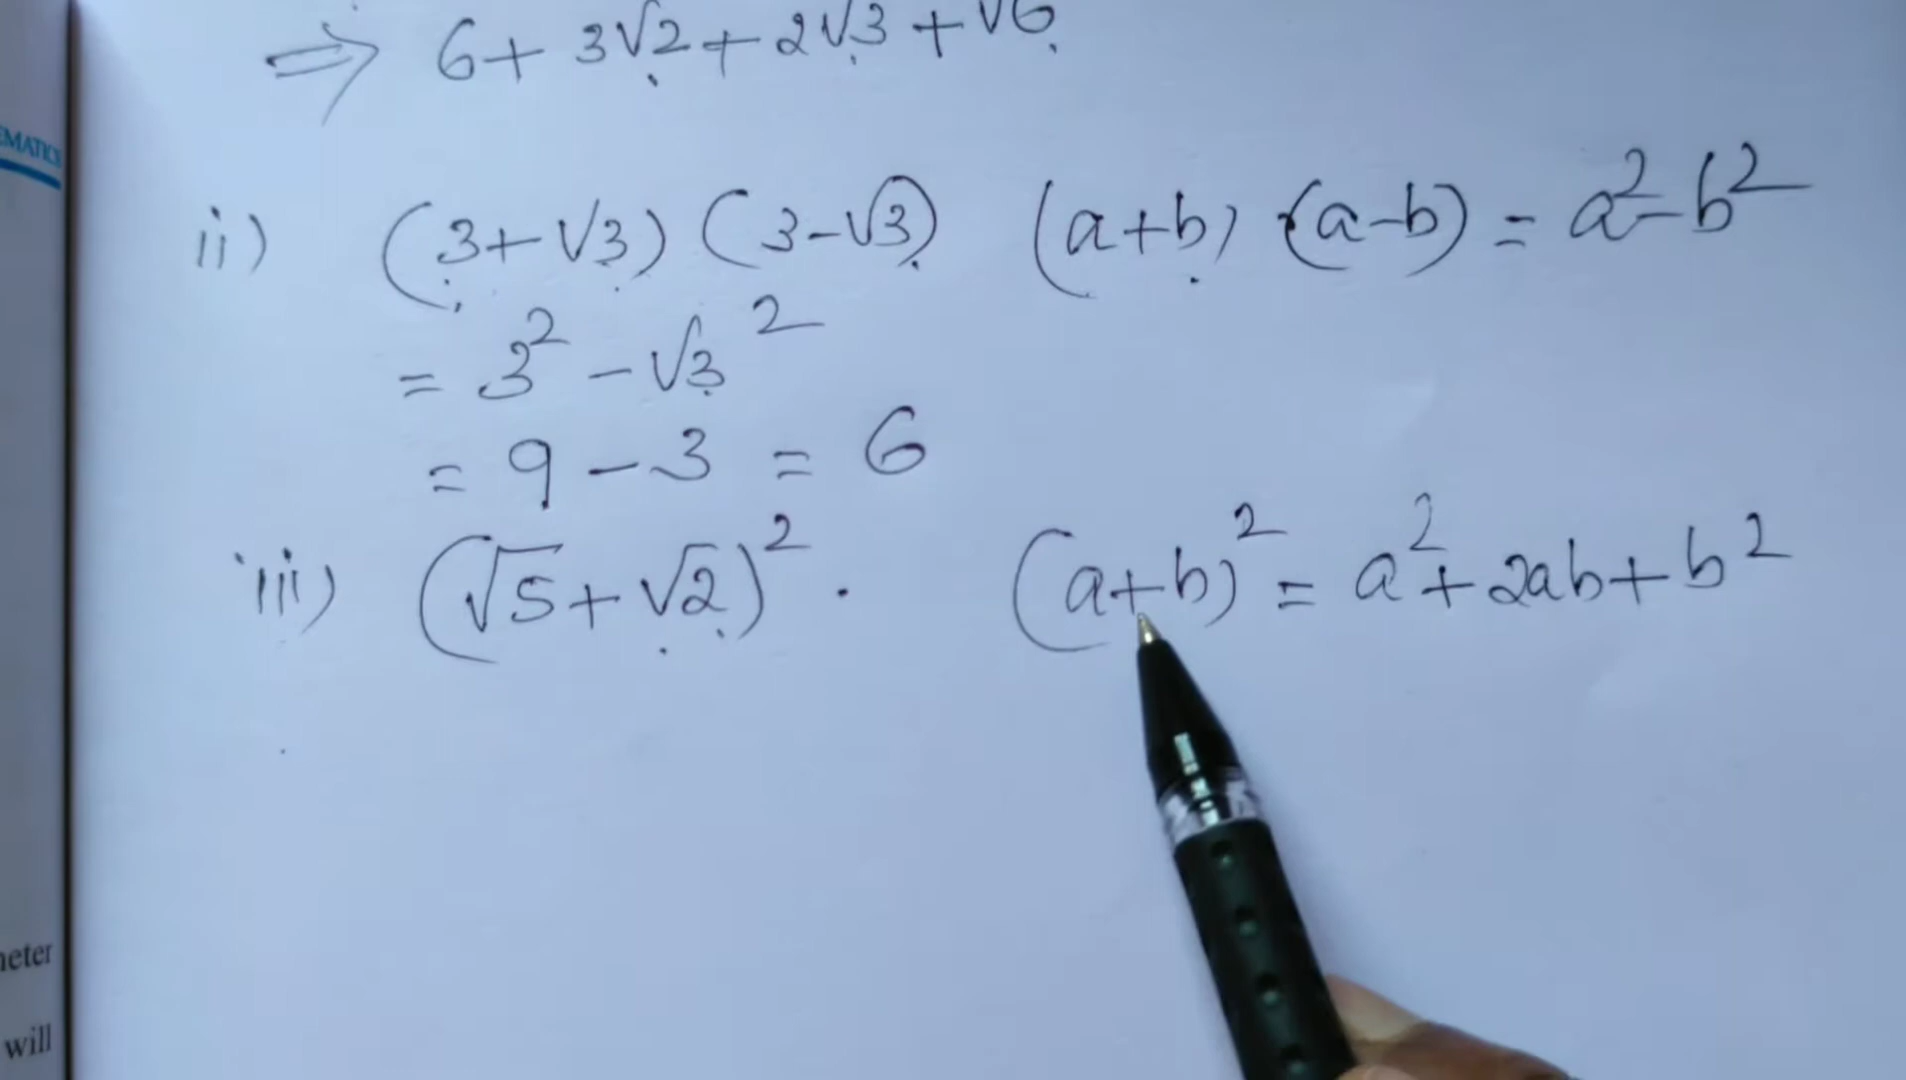 ⇒ 6+ 3√2 + 2√3 + √6
EMATICS
ii) (3+√3) (3-√3) (a+b) (a-b) = a²-b²
= 3² - √3²
= 9 - 3 = 6
iii) (√5+√2)². (a+b)² = a²+2ab+b²
neter
will